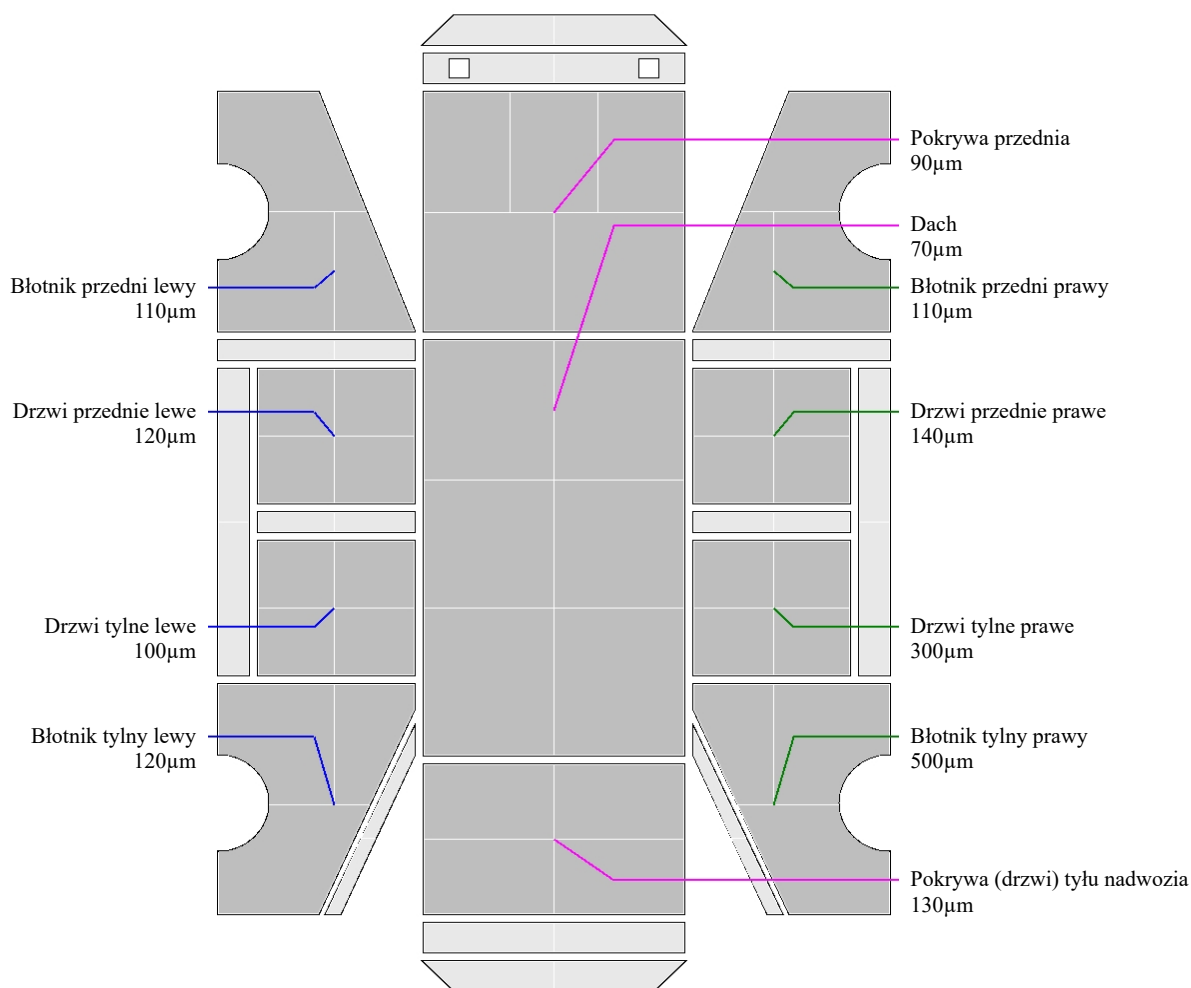 Pokrywa przednia
90µm
Dach
70µm
Błotnik przedni lewy
110µm
Błotnik przedni prawy
110µm
Drzwi przednie lewe
120µm
Drzwi przednie prawe
140µm
Drzwi tylne lewe
100µm
Drzwi tylne prawe
300µm
Błotnik tylny lewy
120µm
Błotnik tylny prawy
500µm
Pokrywa (drzwi) tyłu nadwozia
130µm